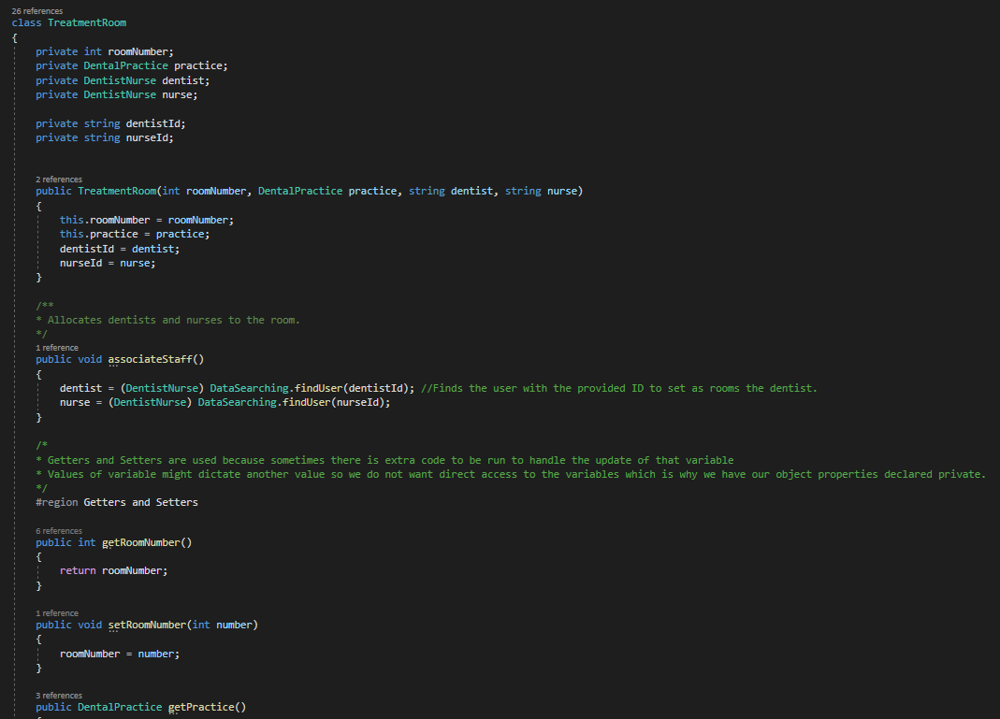 26 references
class TreatmentRoom
{
private int roomNumber;
private DentalPractice practice;
private DentistNurse dentist;
private DentistNurse nurse;
private string dentistId;
private string nurseId;
2 references
public TreatmentRoom(int roomNumber, DentalPractice practice, string dentist, string nurse)
{
this.roomNumber = roomNumber;
this.practice = practice;
dentistId = dentist;
nurseId = nurse;
}
/**
* Allocates dentists and nurses to the room.
*/
1 reference
public void associateStaff()
{
dentist = (DentistNurse) DataSearching.findUser(dentistId); //Finds the user with the provided ID to set as rooms the dentist.
nurse = (DentistNurse) DataSearching.findUser(nurseId);
}
/*
* Getters and Setters are used because sometimes there is extra code to be run to handle the update of that variable
* Values of variable might dictate another value so we do not want direct access to the variables which is why we have our object properties declared private.
*/
#region Getters and Setters
6 references
public int getRoomNumber()
{
return roomNumber;
}
1 reference
public void setRoomNumber(int number)
{
roomNumber = number;
}
3 references
public DentalPractice getPractice()
{